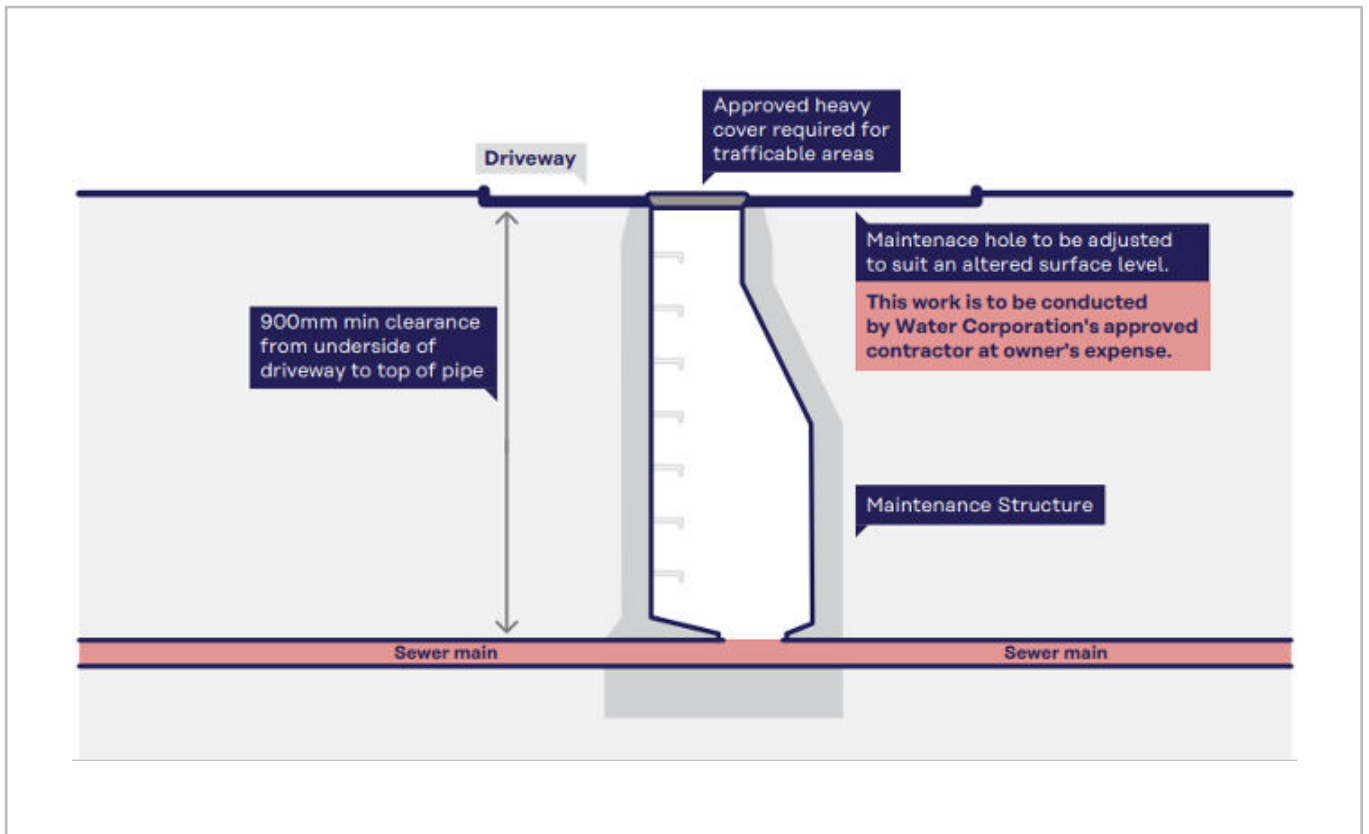 Approved heavy
cover required for
trafficable areas
Driveway
Maintenace hole to be adjusted
to suit an altered surface level.
This work is to be conducted
by Water Corporation's approved
contractor at owner's expense.
900mm min clearance
from underside of
driveway to top of pipe
Maintenance Structure
Sewer main
Sewer main